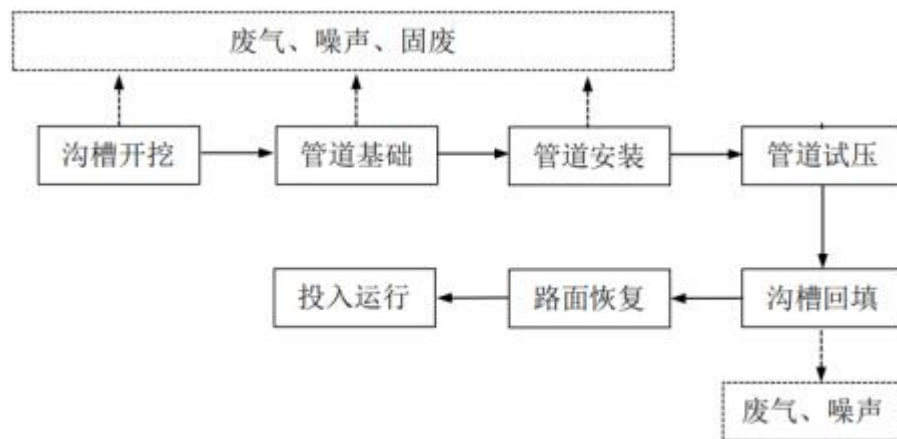 废气、噪声、固废
沟槽开挖
管道基础
管道安装
管道试压
投入运行
路面恢复
沟槽回填
废气、噪声